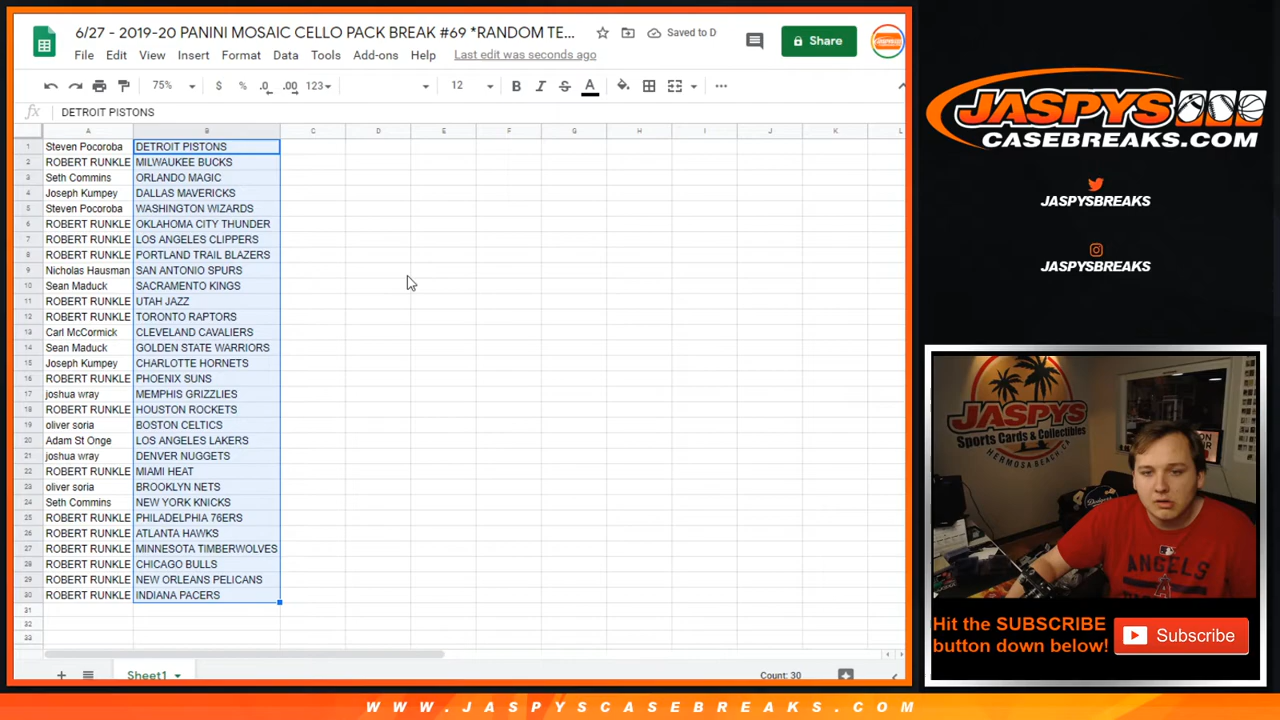 6/27 - 2019-20 PANINI MOSAIC CELLO PACK BREAK #69 *RANDOM TE...
Saved to D
Share
File Edit View Insert Format Data Tools Add-ons Help Last edit was seconds ago
75% $ % .0 .00 123 12 B I S A
fx DETROIT PISTONS
A B C D E F G H I J K L
1 Steven Pocoroba DETROIT PISTONS
2 ROBERT RUNKLE MILWAUKEE BUCKS
3 Seth Commins ORLANDO MAGIC
4 Joseph Kumpey DALLAS MAVERICKS
5 Steven Pocoroba WASHINGTON WIZARDS
6 ROBERT RUNKLE OKLAHOMA CITY THUNDER
7 ROBERT RUNKLE LOS ANGELES CLIPPERS
8 ROBERT RUNKLE PORTLAND TRAIL BLAZERS
9 Nicholas Hausman SAN ANTONIO SPURS
10 Sean Maduck SACRAMENTO KINGS
11 ROBERT RUNKLE UTAH JAZZ
12 ROBERT RUNKLE TORONTO RAPTORS
13 Carl McCormick CLEVELAND CAVALIERS
14 Sean Maduck GOLDEN STATE WARRIORS
15 Joseph Kumpey CHARLOTTE HORNETS
16 ROBERT RUNKLE PHOENIX SUNS
17 joshua wray MEMPHIS GRIZZLIES
18 ROBERT RUNKLE HOUSTON ROCKETS
19 oliver soria BOSTON CELTICS
20 Adam St Onge LOS ANGELES LAKERS
21 joshua wray DENVER NUGGETS
22 ROBERT RUNKLE MIAMI HEAT
23 oliver soria BROOKLYN NETS
24 Seth Commins NEW YORK KNICKS
25 ROBERT RUNKLE PHILADELPHIA 76ERS
26 ROBERT RUNKLE ATLANTA HAWKS
27 ROBERT RUNKLE MINNESOTA TIMBERWOLVES
28 ROBERT RUNKLE CHICAGO BULLS
29 ROBERT RUNKLE NEW ORLEANS PELICANS
30 ROBERT RUNKLE INDIANA PACERS
31
32
33
Sheet1
Count: 30
JASPYS
CASEBREAKS.COM
JASPYSBREAKS
JASPYSBREAKS
JASPYS
Sports Cards & Collectibles
HERMOSA BEACH, CA
Dodgers
ANGELS
Hit the SUBSCRIBE
button down below!
Subscribe
WWW.JASPYSCASEBREAKS.COM